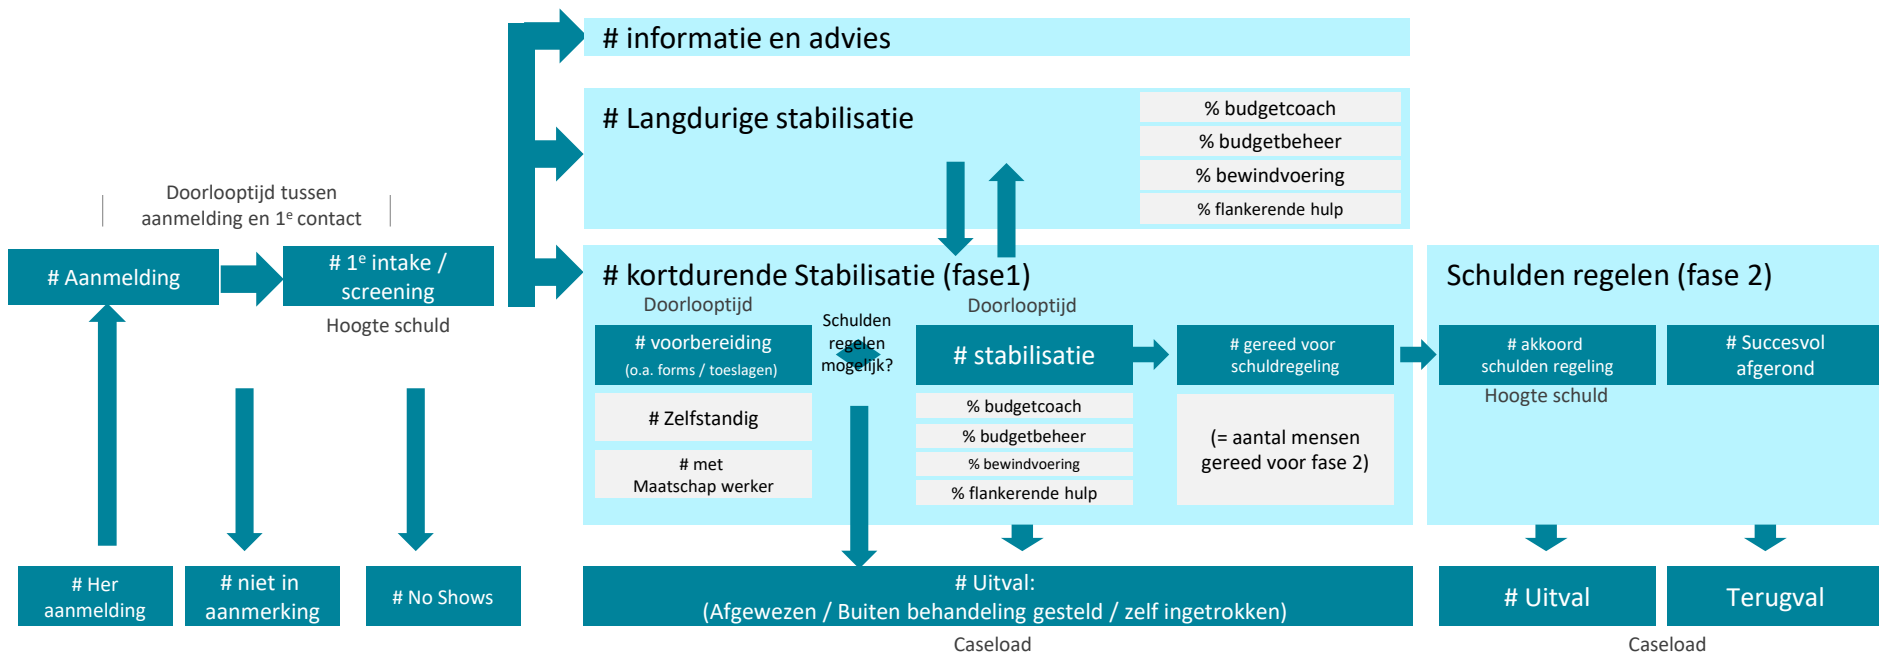 # informatie en advies
# Langdurige stabilisatie
% budgetcoach
% budgetbeheer
% bewindvoering
% flankerende hulp
Doorlooptijd tussen
aanmelding en 1e contact
# Aanmelding
# 1e intake /
screening
Hoogte schuld
# kortdurende Stabilisatie (fase1)
Doorlooptijd
# voorbereiding
(o.a. forms / toeslagen)
# Zelfstandig
# met
Maatschap werker
Schulden
regelen
mogelijk?
Doorlooptijd
# stabilisatie
% budgetcoach
% budgetbeheer
% bewindvoering
% flankerende hulp
# gereed voor
schuldregeling
(= aantal mensen
gereed voor fase 2)
Schulden regelen (fase 2)
# akkoord
schulden regeling
Hoogte schuld
# Succesvol
afgerond
# Her
aanmelding
# niet in
aanmerking
# No Shows
# Uitval:
(Afgewezen / Buiten behandeling gesteld / zelf ingetrokken)
Caseload
# Uitval
Terugval
Caseload